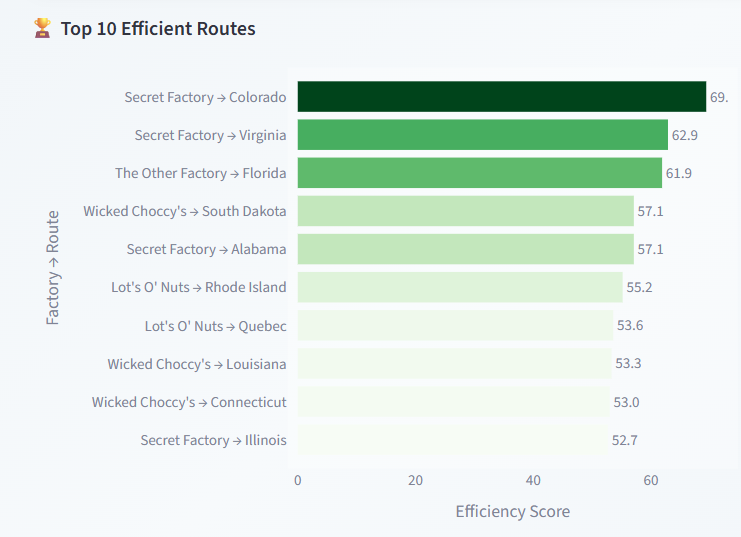 🏆 Top 10 Efficient Routes
Factory → Route
Secret Factory → Colorado 69.
Secret Factory → Virginia 62.9
The Other Factory → Florida 61.9
Wicked Choccy's → South Dakota 57.1
Secret Factory → Alabama 57.1
Lot's O' Nuts → Rhode Island 55.2
Lot's O' Nuts → Quebec 53.6
Wicked Choccy's → Louisiana 53.3
Wicked Choccy's → Connecticut 53.0
Secret Factory → Illinois 52.7
0 20 40 60
Efficiency Score